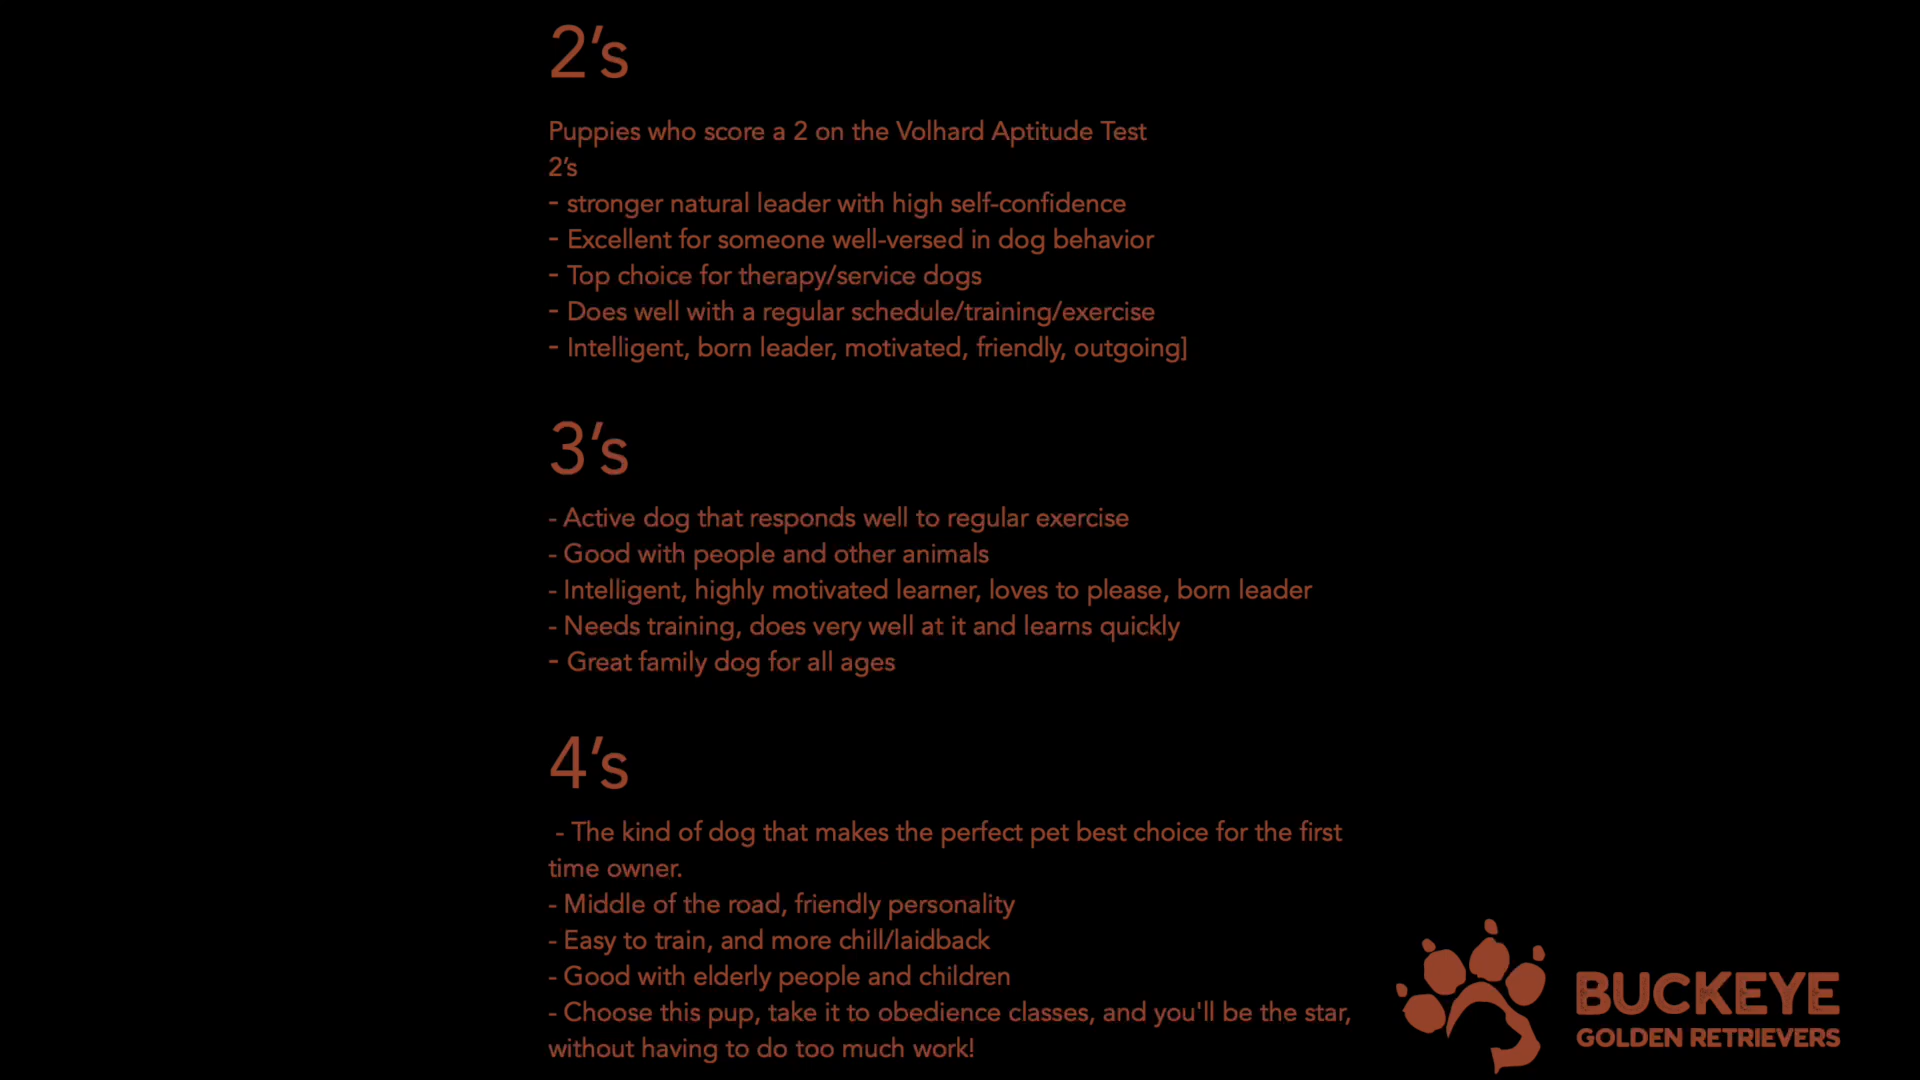 2's
Puppies who score a 2 on the Volhard Aptitude Test
2's
- stronger natural leader with high self-confidence
- Excellent for someone well-versed in dog behavior
- Top choice for therapy/service dogs
- Does well with a regular schedule/training/exercise
- Intelligent, born leader, motivated, friendly, outgoing]
3's
- Active dog that responds well to regular exercise
- Good with people and other animals
- Intelligent, highly motivated learner, loves to please, born leader
- Needs training, does very well at it and learns quickly
- Great family dog for all ages
4's
- The kind of dog that makes the perfect pet best choice for the first
time owner.
- Middle of the road, friendly personality
- Easy to train, and more chill/laidback
- Good with elderly people and children
- Choose this pup, take it to obedience classes, and you'll be the star,
without having to do too much work!
BUCKEYE
GOLDEN RETRIEVERS